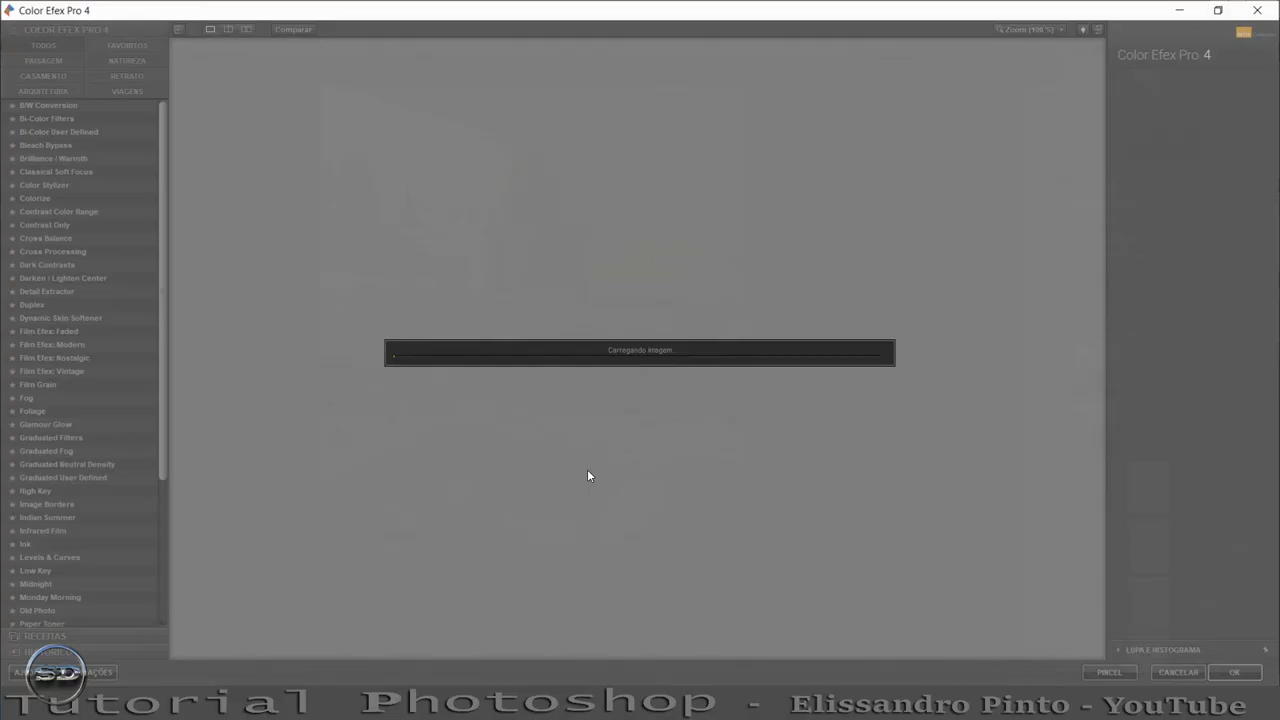 Color Efex Pro 4
COLOR EFEX PRO 4
Comparar
Zoom (100 %)
TODOS
FAVORITOS
PAISAGEM
NATUREZA
CASAMENTO
RETRATO
ARQUITETURA
VIAGENS
Color Efex Pro 4
B/W Conversion
Bi-Color Filters
Bi-Color User Defined
Bleach Bypass
Brilliance / Warmth
Classical Soft Focus
Color Stylizer
Colorize
Contrast Color Range
Contrast Only
Cross Balance
Cross Processing
Dark Contrasts
Darken / Lighten Center
Detail Extractor
Duplex
Dynamic Skin Softener
Film Efex: Faded
Film Efex: Modern
Film Efex: Nostalgic
Film Efex: Vintage
Film Grain
Fog
Foliage
Glamour Glow
Graduated Filters
Graduated Fog
Graduated Neutral Density
Graduated User Defined
High Key
Image Borders
Indian Summer
Infrared Film
Ink
Levels & Curves
Low Key
Midnight
Monday Morning
Old Photo
Paper Toner
Carregando imagem...
RECEITAS
LUPA E HISTOGRAMA
PINCEL
CANCELAR
OK
SD
Tutorial Photoshop - Elissandro Pinto - YouTube